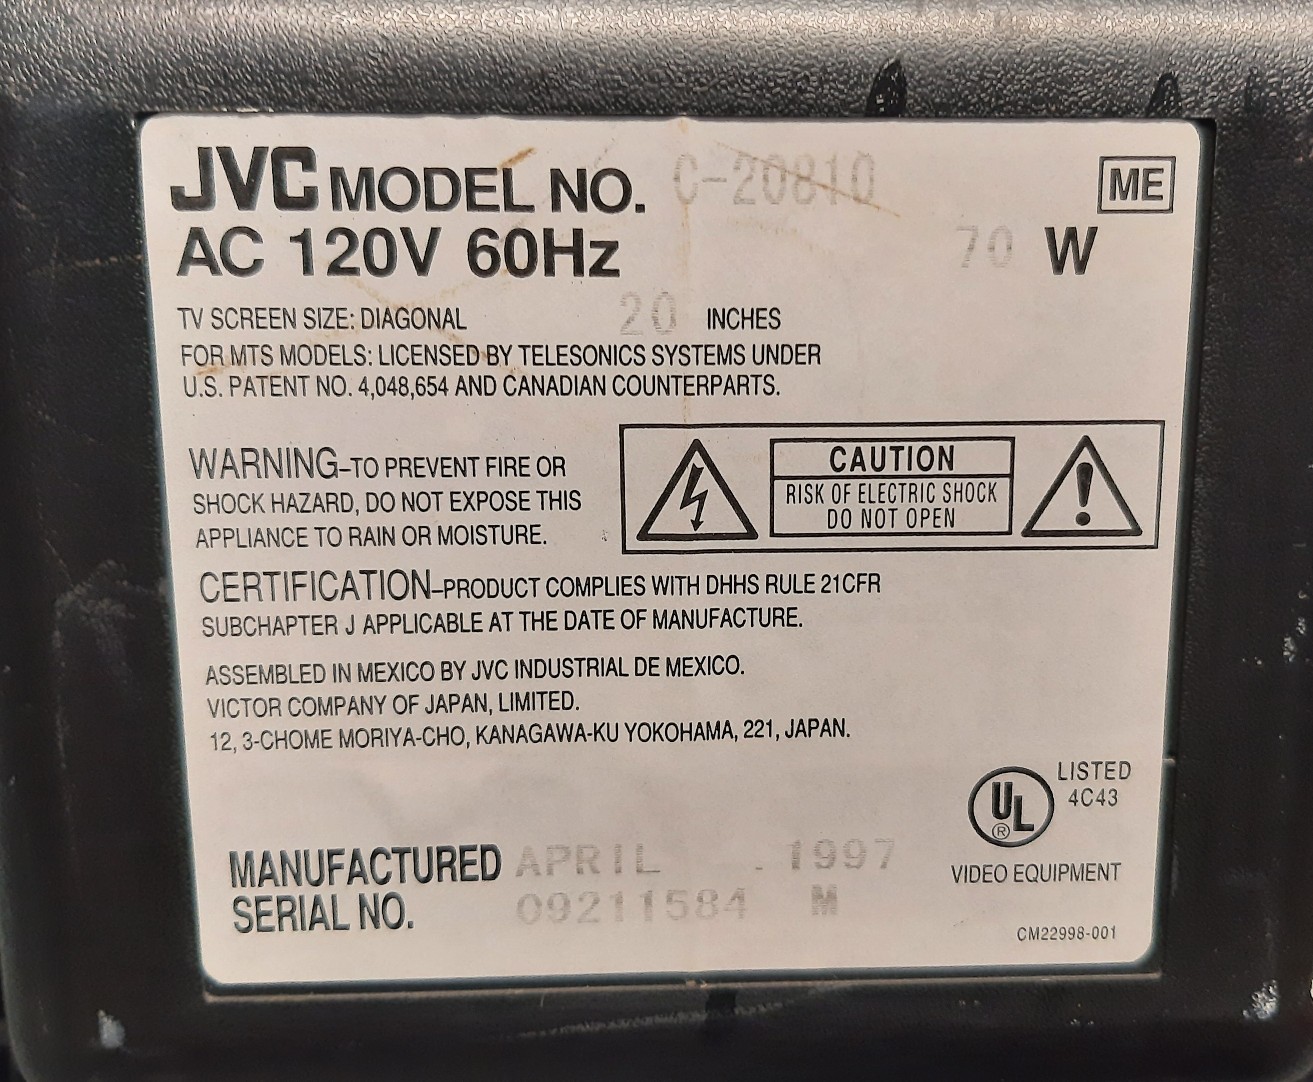 JVC MODEL NO. C-20810 ME
AC 120V 60Hz 70 W
TV SCREEN SIZE: DIAGONAL 20 INCHES
FOR MTS MODELS: LICENSED BY TELESONICS SYSTEMS UNDER
U.S. PATENT NO. 4,048,654 AND CANADIAN COUNTERPARTS.
WARNING–TO PREVENT FIRE OR
SHOCK HAZARD, DO NOT EXPOSE THIS
APPLIANCE TO RAIN OR MOISTURE.
CAUTION
RISK OF ELECTRIC SHOCK
DO NOT OPEN
CERTIFICATION–PRODUCT COMPLIES WITH DHHS RULE 21CFR
SUBCHAPTER J APPLICABLE AT THE DATE OF MANUFACTURE.
ASSEMBLED IN MEXICO BY JVC INDUSTRIAL DE MEXICO.
VICTOR COMPANY OF JAPAN, LIMITED.
12, 3-CHOME MORIYA-CHO, KANAGAWA-KU YOKOHAMA, 221, JAPAN.
UL ®
LISTED
4C43
VIDEO EQUIPMENT
MANUFACTURED APRIL . 1997
SERIAL NO. 09211584 M
CM22998-001